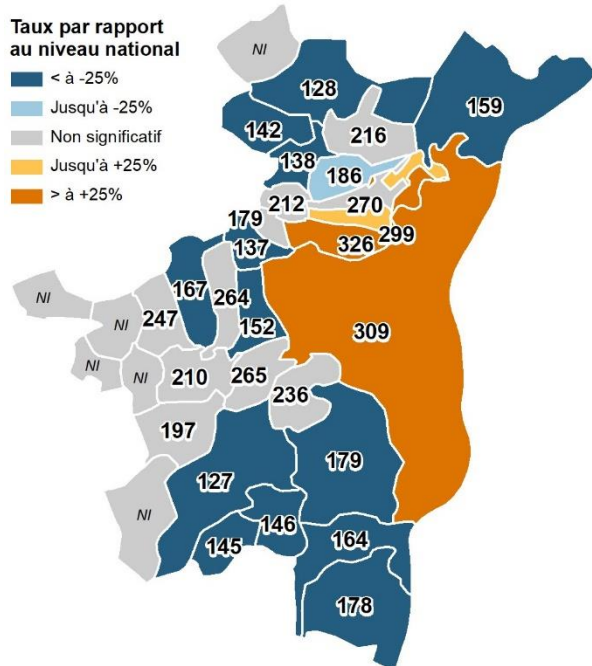 Taux par rapport
au niveau national
< à -25%
Jusqu'à -25%
Non significatif
Jusqu'à +25%
> à +25%
NI
128
159
142
216
138
186
212
270
179
299
326
137
167
264
NI
247
152
309
NI
NI
NI
210
265
236
197
179
127
NI
146
145
164
178